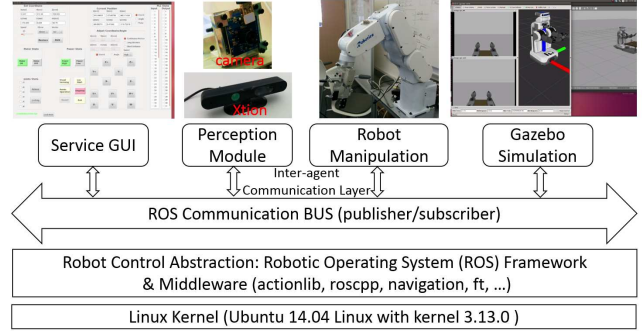 camera
Xtion
Service GUI
Perception
Module
Robot
Manipulation
Gazebo
Simulation
Inter-agent
Communication Layer
ROS Communication BUS (publisher/subscriber)
Robot Control Abstraction: Robotic Operating System (ROS) Framework
& Middleware (actionlib, roscpp, navigation, ft, ...)
Linux Kernel (Ubuntu 14.04 Linux with kernel 3.13.0 )